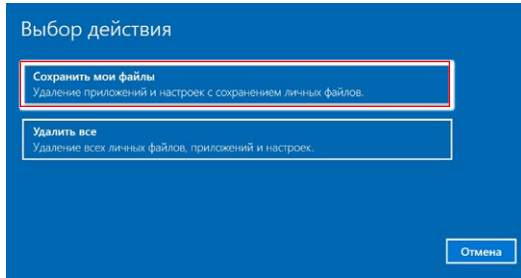 Выбор действия
Сохранить мои файлы
Удаление приложений и настроек с сохранением личных файлов.
Удалить все
Удаление всех личных файлов, приложений и настроек.
Отмена